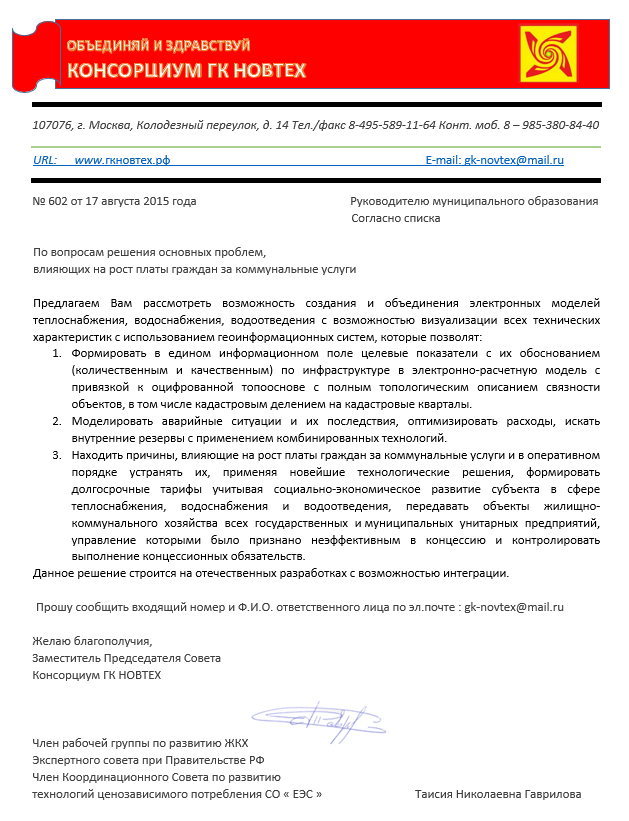 ОБЪЕДИНЯЙ И ЗДРАВСТВУЙ
КОНСОРЦИУМ ГК НОВТЕХ
107076, г. Москва, Колодезный переулок, д. 14 Тел./факс 8-495-589-11-64 Конт. моб. 8 – 985-380-84-40
URL: www.гкновтех.рф E-mail: gk-novtex@mail.ru
№ 602 от 17 августа 2015 года Руководителю муниципального образования
Согласно списка
По вопросам решения основных проблем,
влияющих на рост платы граждан за коммунальные услуги
Предлагаем Вам рассмотреть возможность создания и объединения электронных моделей
теплоснабжения, водоснабжения, водоотведения с возможностью визуализации всех технических
характеристик с использованием геоинформационных систем, которые позволят:
1. Формировать в едином информационном поле целевые показатели с их обоснованием
(количественным и качественным) по инфраструктуре в электронно-расчетную модель с
привязкой к оцифрованной топооснове с полным топологическим описанием связности
объектов, в том числе кадастровым делением на кадастровые кварталы.
2. Моделировать аварийные ситуации и их последствия, оптимизировать расходы, искать
внутренние резервы с применением комбинированных технологий.
3. Находить причины, влияющие на рост платы граждан за коммунальные услуги и в оперативном
порядке устранять их, применяя новейшие технологические решения, формировать
долгосрочные тарифы учитывая социально-экономическое развитие субъекта в сфере
теплоснабжения, водоснабжения и водоотведения, передавать объекты жилищно-
коммунального хозяйства всех государственных и муниципальных унитарных предприятий,
управление которыми было признано неэффективным в концессию и контролировать
выполнение концессионных обязательств.
Данное решение строится на отечественных разработках с возможностью интеграции.
Прошу сообщить входящий номер и Ф.И.О. ответственного лица по эл.почте : gk-novtex@mail.ru
Желаю благополучия,
Заместитель Председателя Совета
Консорциум ГК НОВТЕХ
Член рабочей группы по развитию ЖКХ
Экспертного совета при Правительстве РФ
Член Координационного Совета по развитию
технологий ценозависимого потребления СО « ЕЭС » Таисия Николаевна Гаврилова